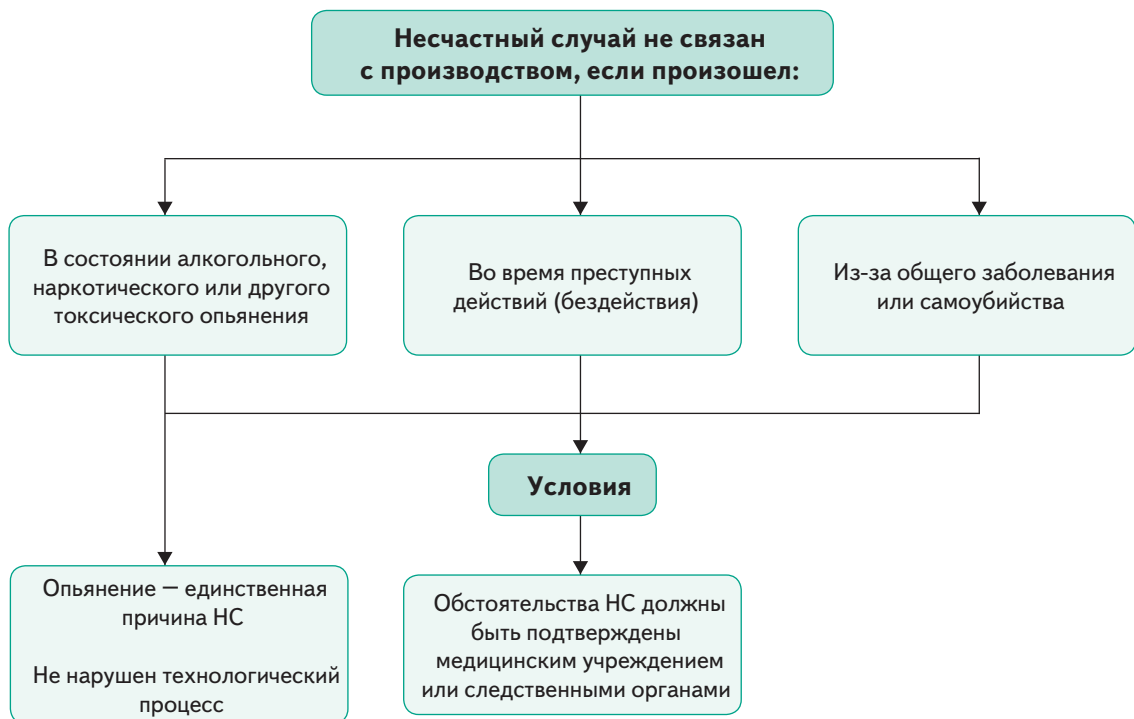 Несчастный случай не связан
с производством, если произошел:
В состоянии алкогольного,
наркотического или другого
токсического опьянения
Во время преступных
действий (бездействия)
Из-за общего заболевания
или самоубийства
Условия
Опьянение — единственная
причина НС
Не нарушен технологический
процесс
Обстоятельства НС должны
быть подтверждены
медицинским учреждением
или следственными органами